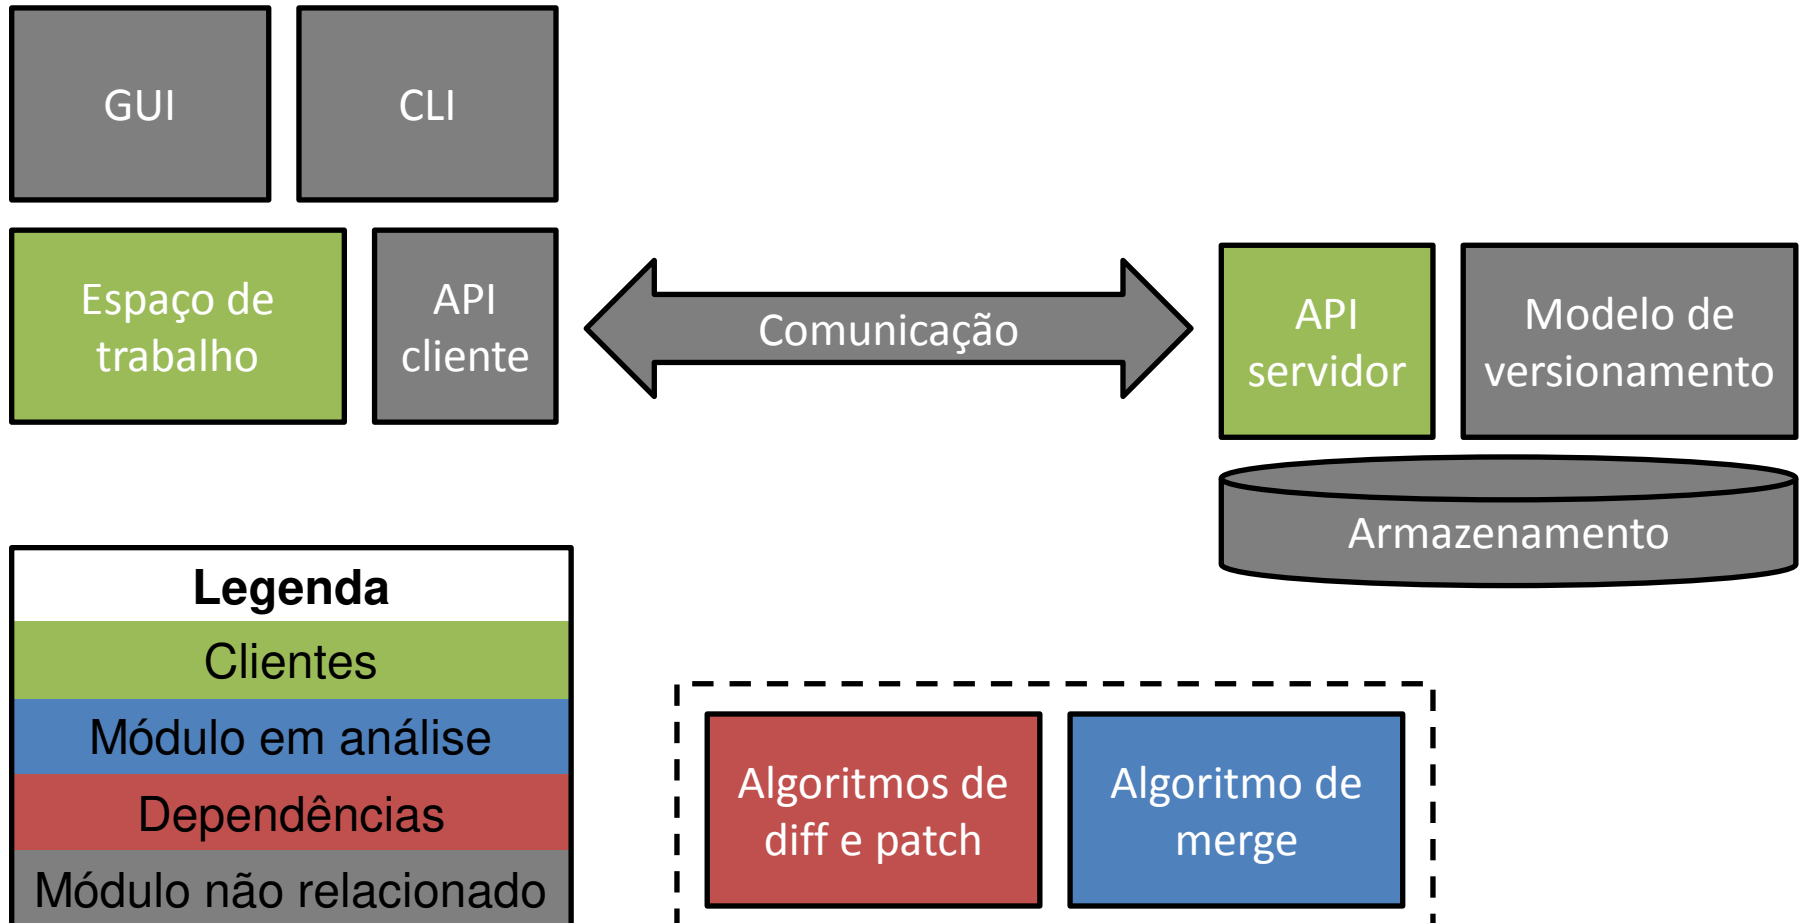 GUI
CLI
Espaço de
trabalho
API
cliente
Comunicação
API
servidor
Modelo de
versionamento
Armazenamento
Legenda
Clientes
Módulo em análise
Dependências
Módulo não relacionado
Algoritmos de
diff e patch
Algoritmo de
merge